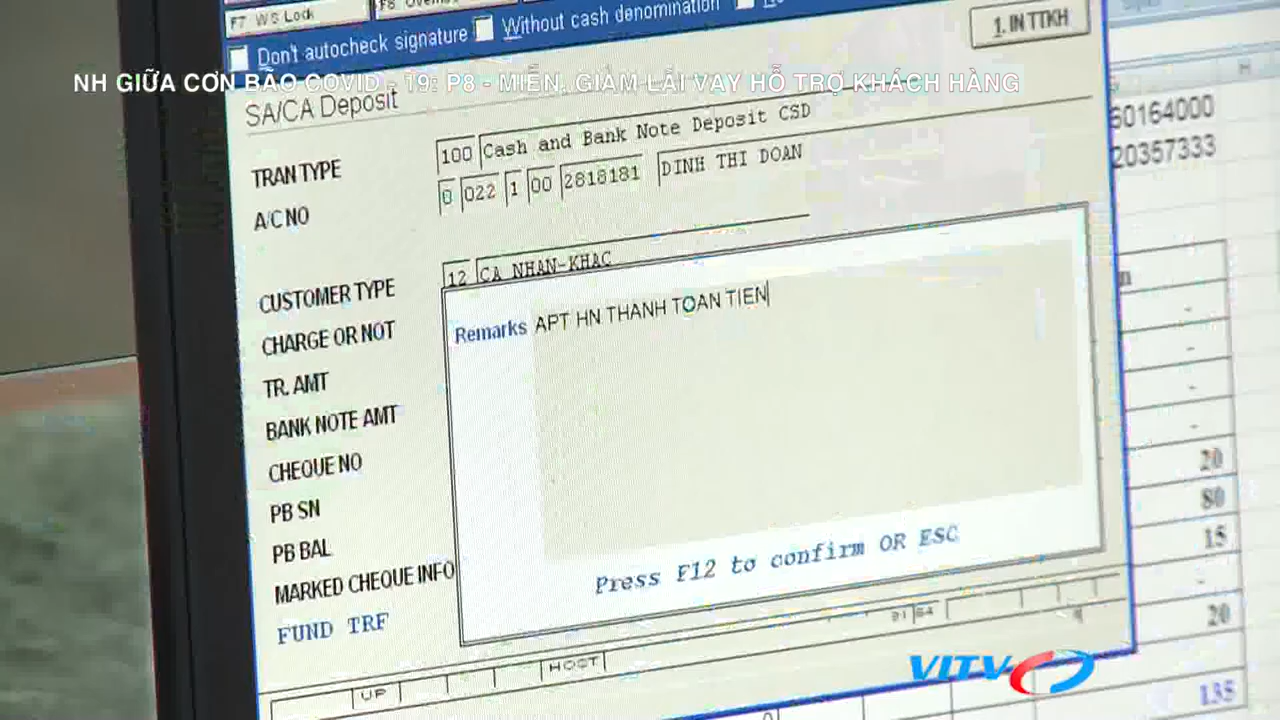 F7 WS Lock
Don't autocheck signature
Without cash denomination
1. IN TTKH
NH GIỮA CƠN BÃO COVID - 19: P8 - MIỄN, GIẢM LÃI VAY HỖ TRỢ KHÁCH HÀNG
SA/CA Deposit
H
60164000
20357333
TRAN TYPE 100 Cash and Bank Note Deposit CSD
A/C NO 0 022 1 00 2818181 DINH THI DOAN
CUSTOMER TYPE 12 CA NHAN-KHAC
CHARGE OR NOT
Remarks APT HN THANH TOAN TIEN
TR. AMT
BANK NOTE AMT
CHEQUE NO
PB SN
PB BAL
MARKED CHEQUE INFO
FUND TRF
Press F12 to confirm OR ESC
-
-
-
-
20
80
15
-
20
135
UP
HOST
VITV